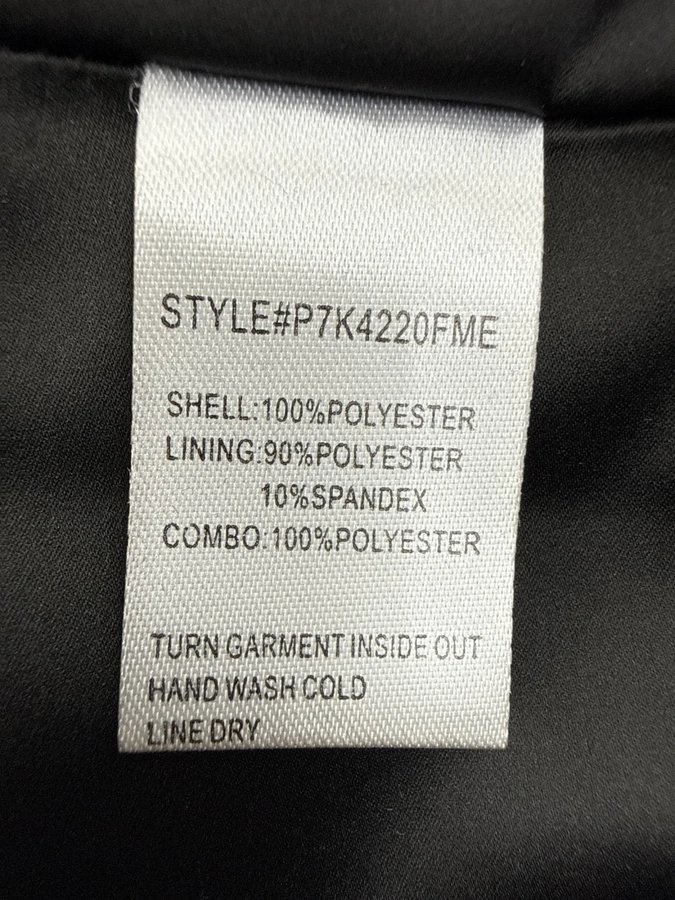 STYLE#P7K4220FME
SHELL:100%POLYESTER
LINING:90%POLYESTER
10%SPANDEX
COMBO:100%POLYESTER
TURN GARMENT INSIDE OUT
HAND WASH COLD
LINE DRY